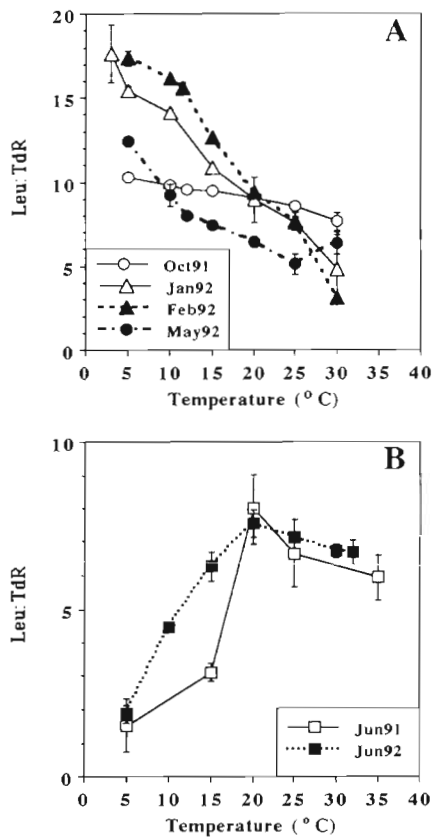 A
20
15
10
5
0
Leu:TdR
Oct91
Jan92
Feb92
May92
0 5 10 15 20 25 30 35 40
Temperature (° C)
B
10
5
0
Leu:TdR
Jun91
Jun92
0 5 10 15 20 25 30 35 40
Temperature (° C)